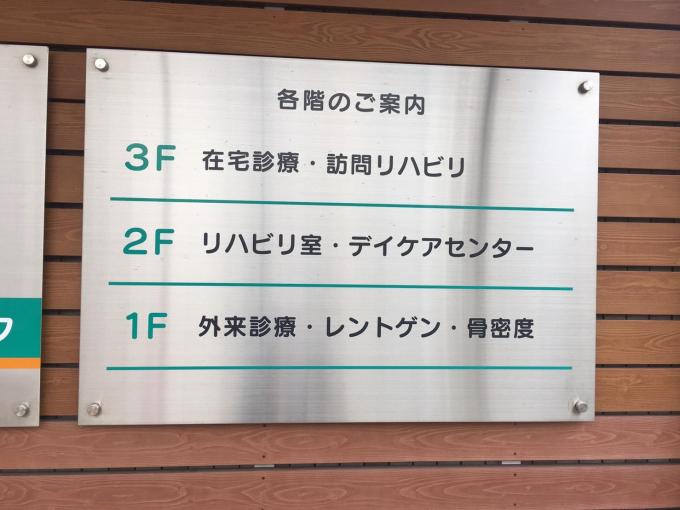 各階のご案内
3F 在宅診療・訪問リハビリ
2F リハビリ室・デイケアセンター
1F 外来診療・レントゲン・骨密度